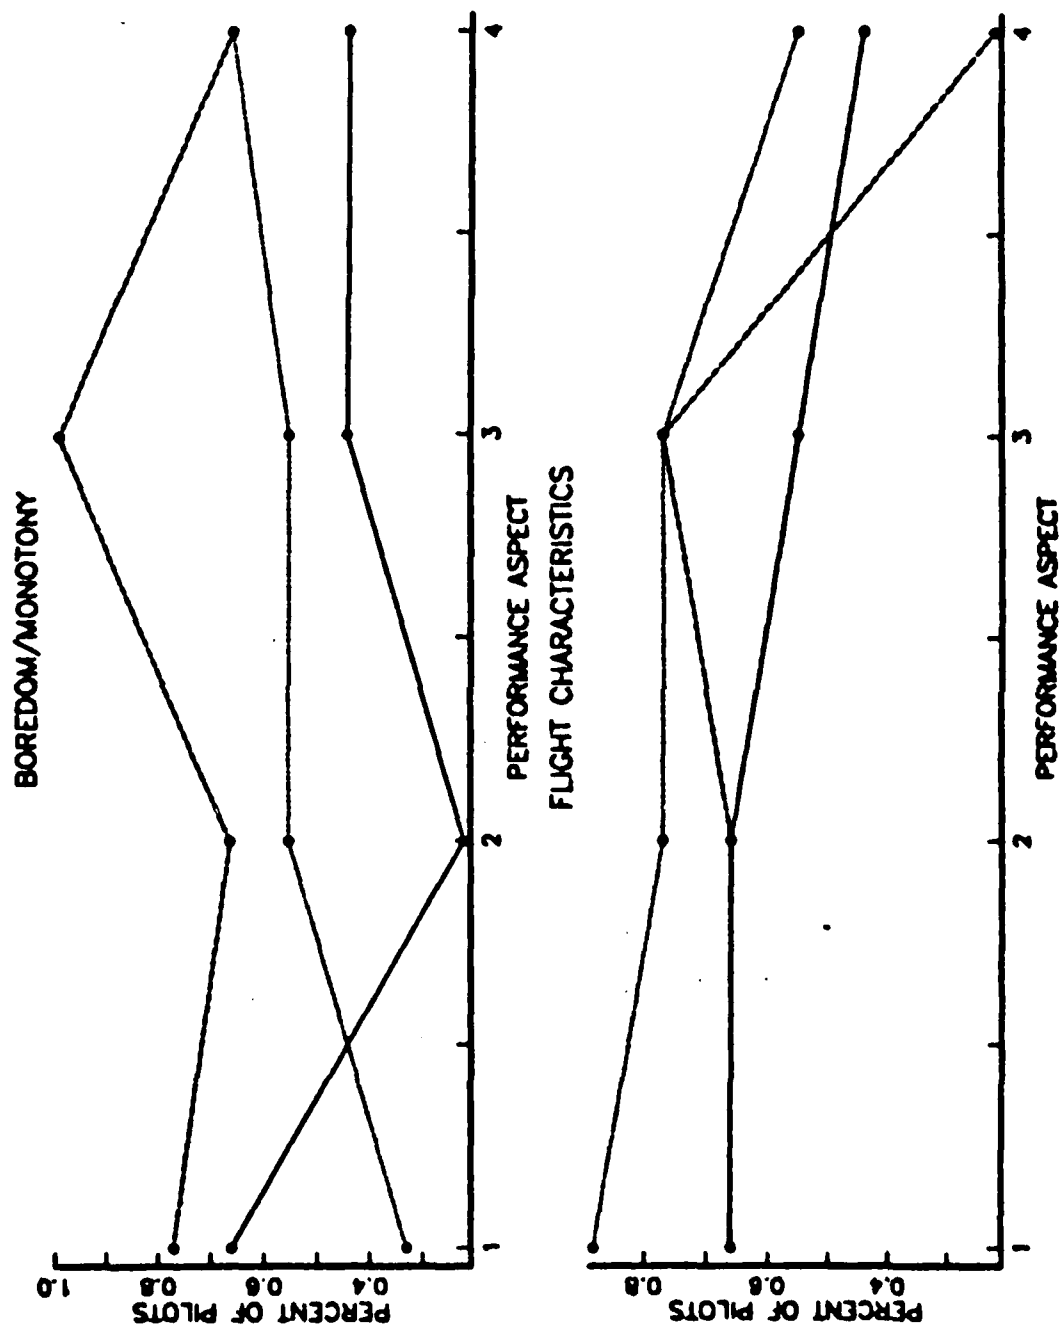 BOREDOM/MONOTONY
PERCENT OF PILOTS
1.0
0.8
0.6
0.4
1 2 3 4
PERFORMANCE ASPECT
FLIGHT CHARACTERISTICS
PERCENT OF PILOTS
0.8
0.6
0.4
1 2 3 4
PERFORMANCE ASPECT